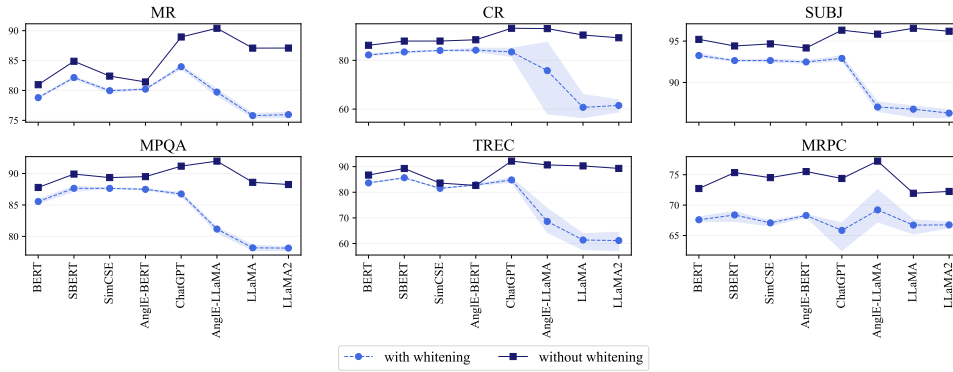 MR
CR
SUBJ
90
85
80
75
80
60
95
90
MPQA
TREC
MRPC
90
85
80
90
80
70
60
75
70
65
BERT
SBERT
SimCSE
AnglE-BERT
ChatGPT
AnglE-LLaMA
LLaMA
LLaMA2
BERT
SBERT
SimCSE
AnglE-BERT
ChatGPT
AnglE-LLaMA
LLaMA
LLaMA2
BERT
SBERT
SimCSE
AnglE-BERT
ChatGPT
AnglE-LLaMA
LLaMA
LLaMA2
with whitening
without whitening